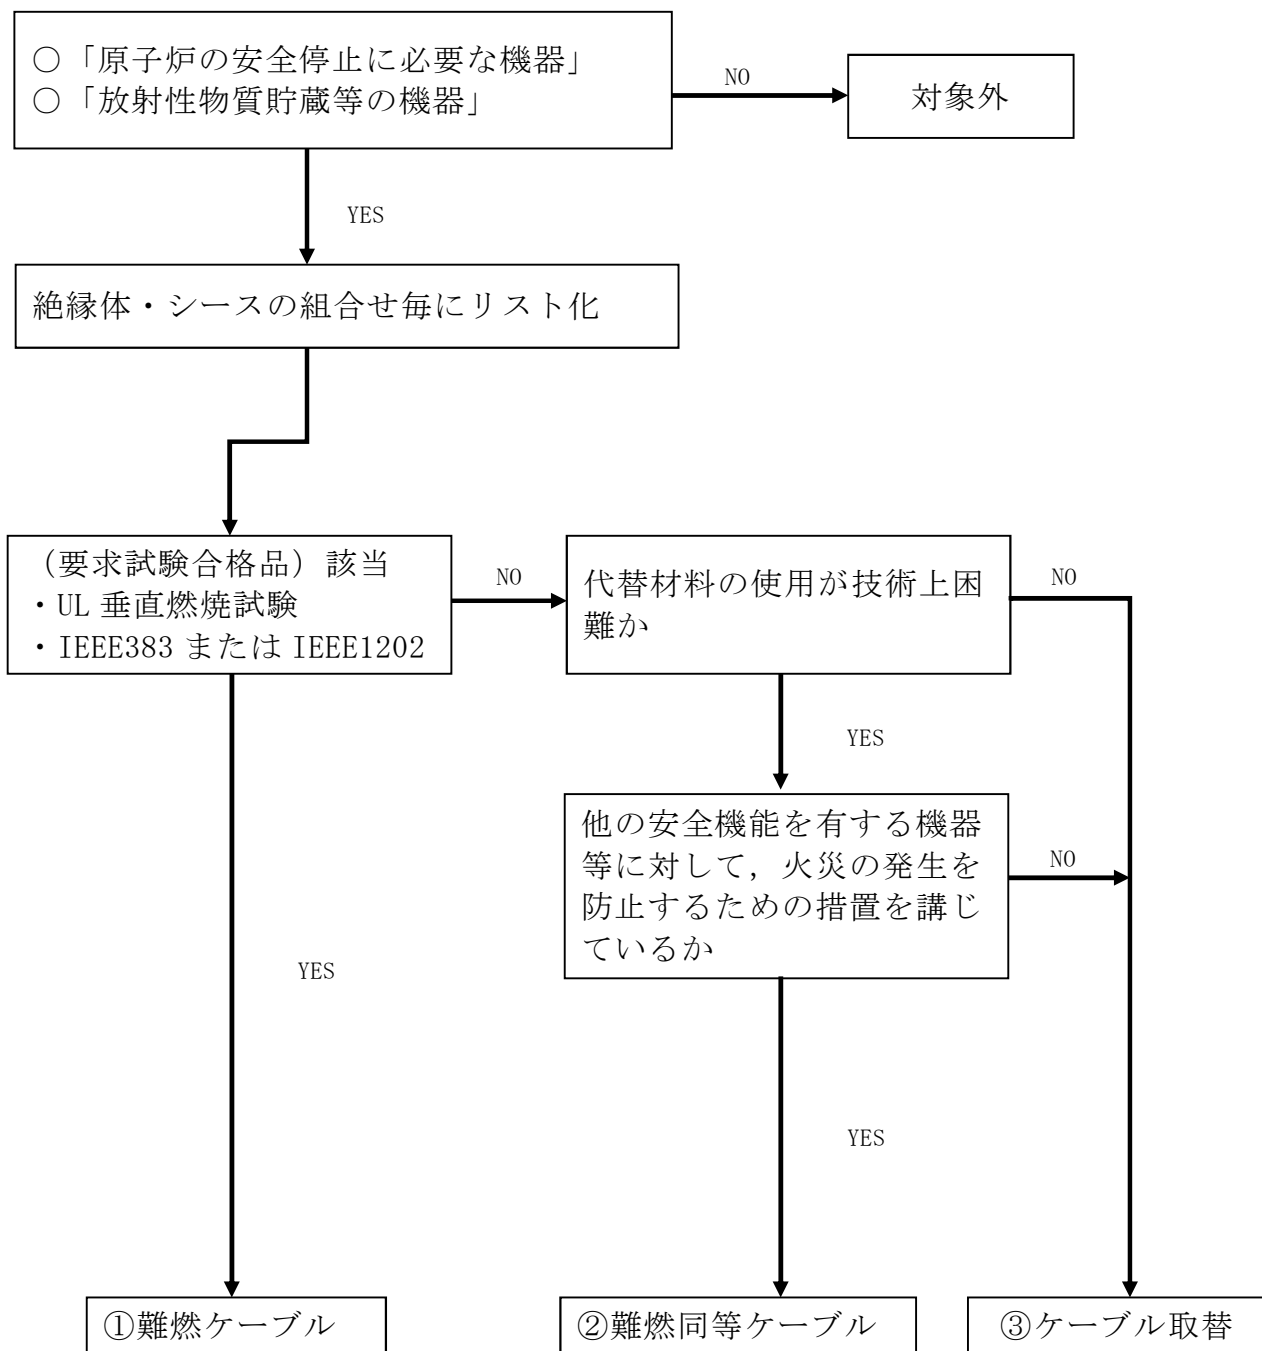 ○「原子炉の安全停止に必要な機器」
○「放射性物質貯蔵等の機器」
NO
対象外
YES
絶縁体・シースの組合せ毎にリスト化
（要求試験合格品）該当
・UL 垂直燃焼試験
・IEEE383 または IEEE1202
NO
代替材料の使用が技術上困
難か
NO
YES
他の安全機能を有する機器
等に対して，火災の発生を
防止するための措置を講じ
ているか
NO
YES
YES
①難燃ケーブル
②難燃同等ケーブル
③ケーブル取替